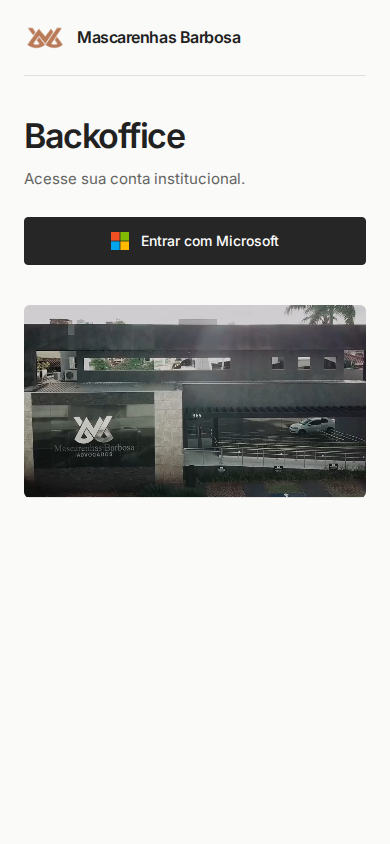 Mascarenhas Barbosa
Backoffice
Acesse sua conta institucional.
Entrar com Microsoft
Mascarenhas Barbosa
ADVOGADOS